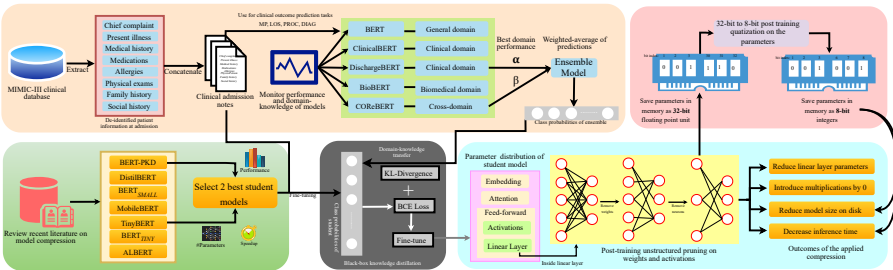 MIMIC-III clinical
database
Extract
Chief complaint
Present illness
Medical history
Medications
Allergies
Physical exams
Family history
Social history
De-identified patient
information at admission
Concatenate
Clinical admission
notes
Use for clinical outcome prediction tasks
MP, LOS, PROC, DIAG
Monitor performance
and domain-
knowledge of models
BERT
General domain
ClinicalBERT
Clinical domain
DischargeBERT
Clinical domain
BioBERT
Biomedical domain
COReBERT
Cross-domain
Best domain
performance
α
β
Weighted-average of
predictions
Ensemble
Model
Class probabilities of ensemble
32-bit to 8-bit post training
quatization on the
parameters
Save parameters in
memory as 32-bit
floating point unit
Save parameters in
memory as 8-bit
integers
Review recent literature on
model compression
BERT-PKD
DistilBERT
BERT SMALL
MobileBERT
TinyBERT
BERT TINY
ALBERT
Performance
Select 2 best student
models
#Parameters
Speedup
Fine-tuning
Domain-knowledge
transfer
KL-Divergence
+
BCE Loss
Fine-tune
Black-box knowledge distillation
Parameter distribution of
student model
Embedding
Attention
Feed-forward
Activations
Linear Layer
Inside linear layer
Remove
weights
Remove
neurons
Post-training unstructured pruning on
weights and activations
Reduce linear layer parameters
Introduce multiplications by 0
Reduce model size on disk
Decrease inference time
Outcomes of the applied
compression